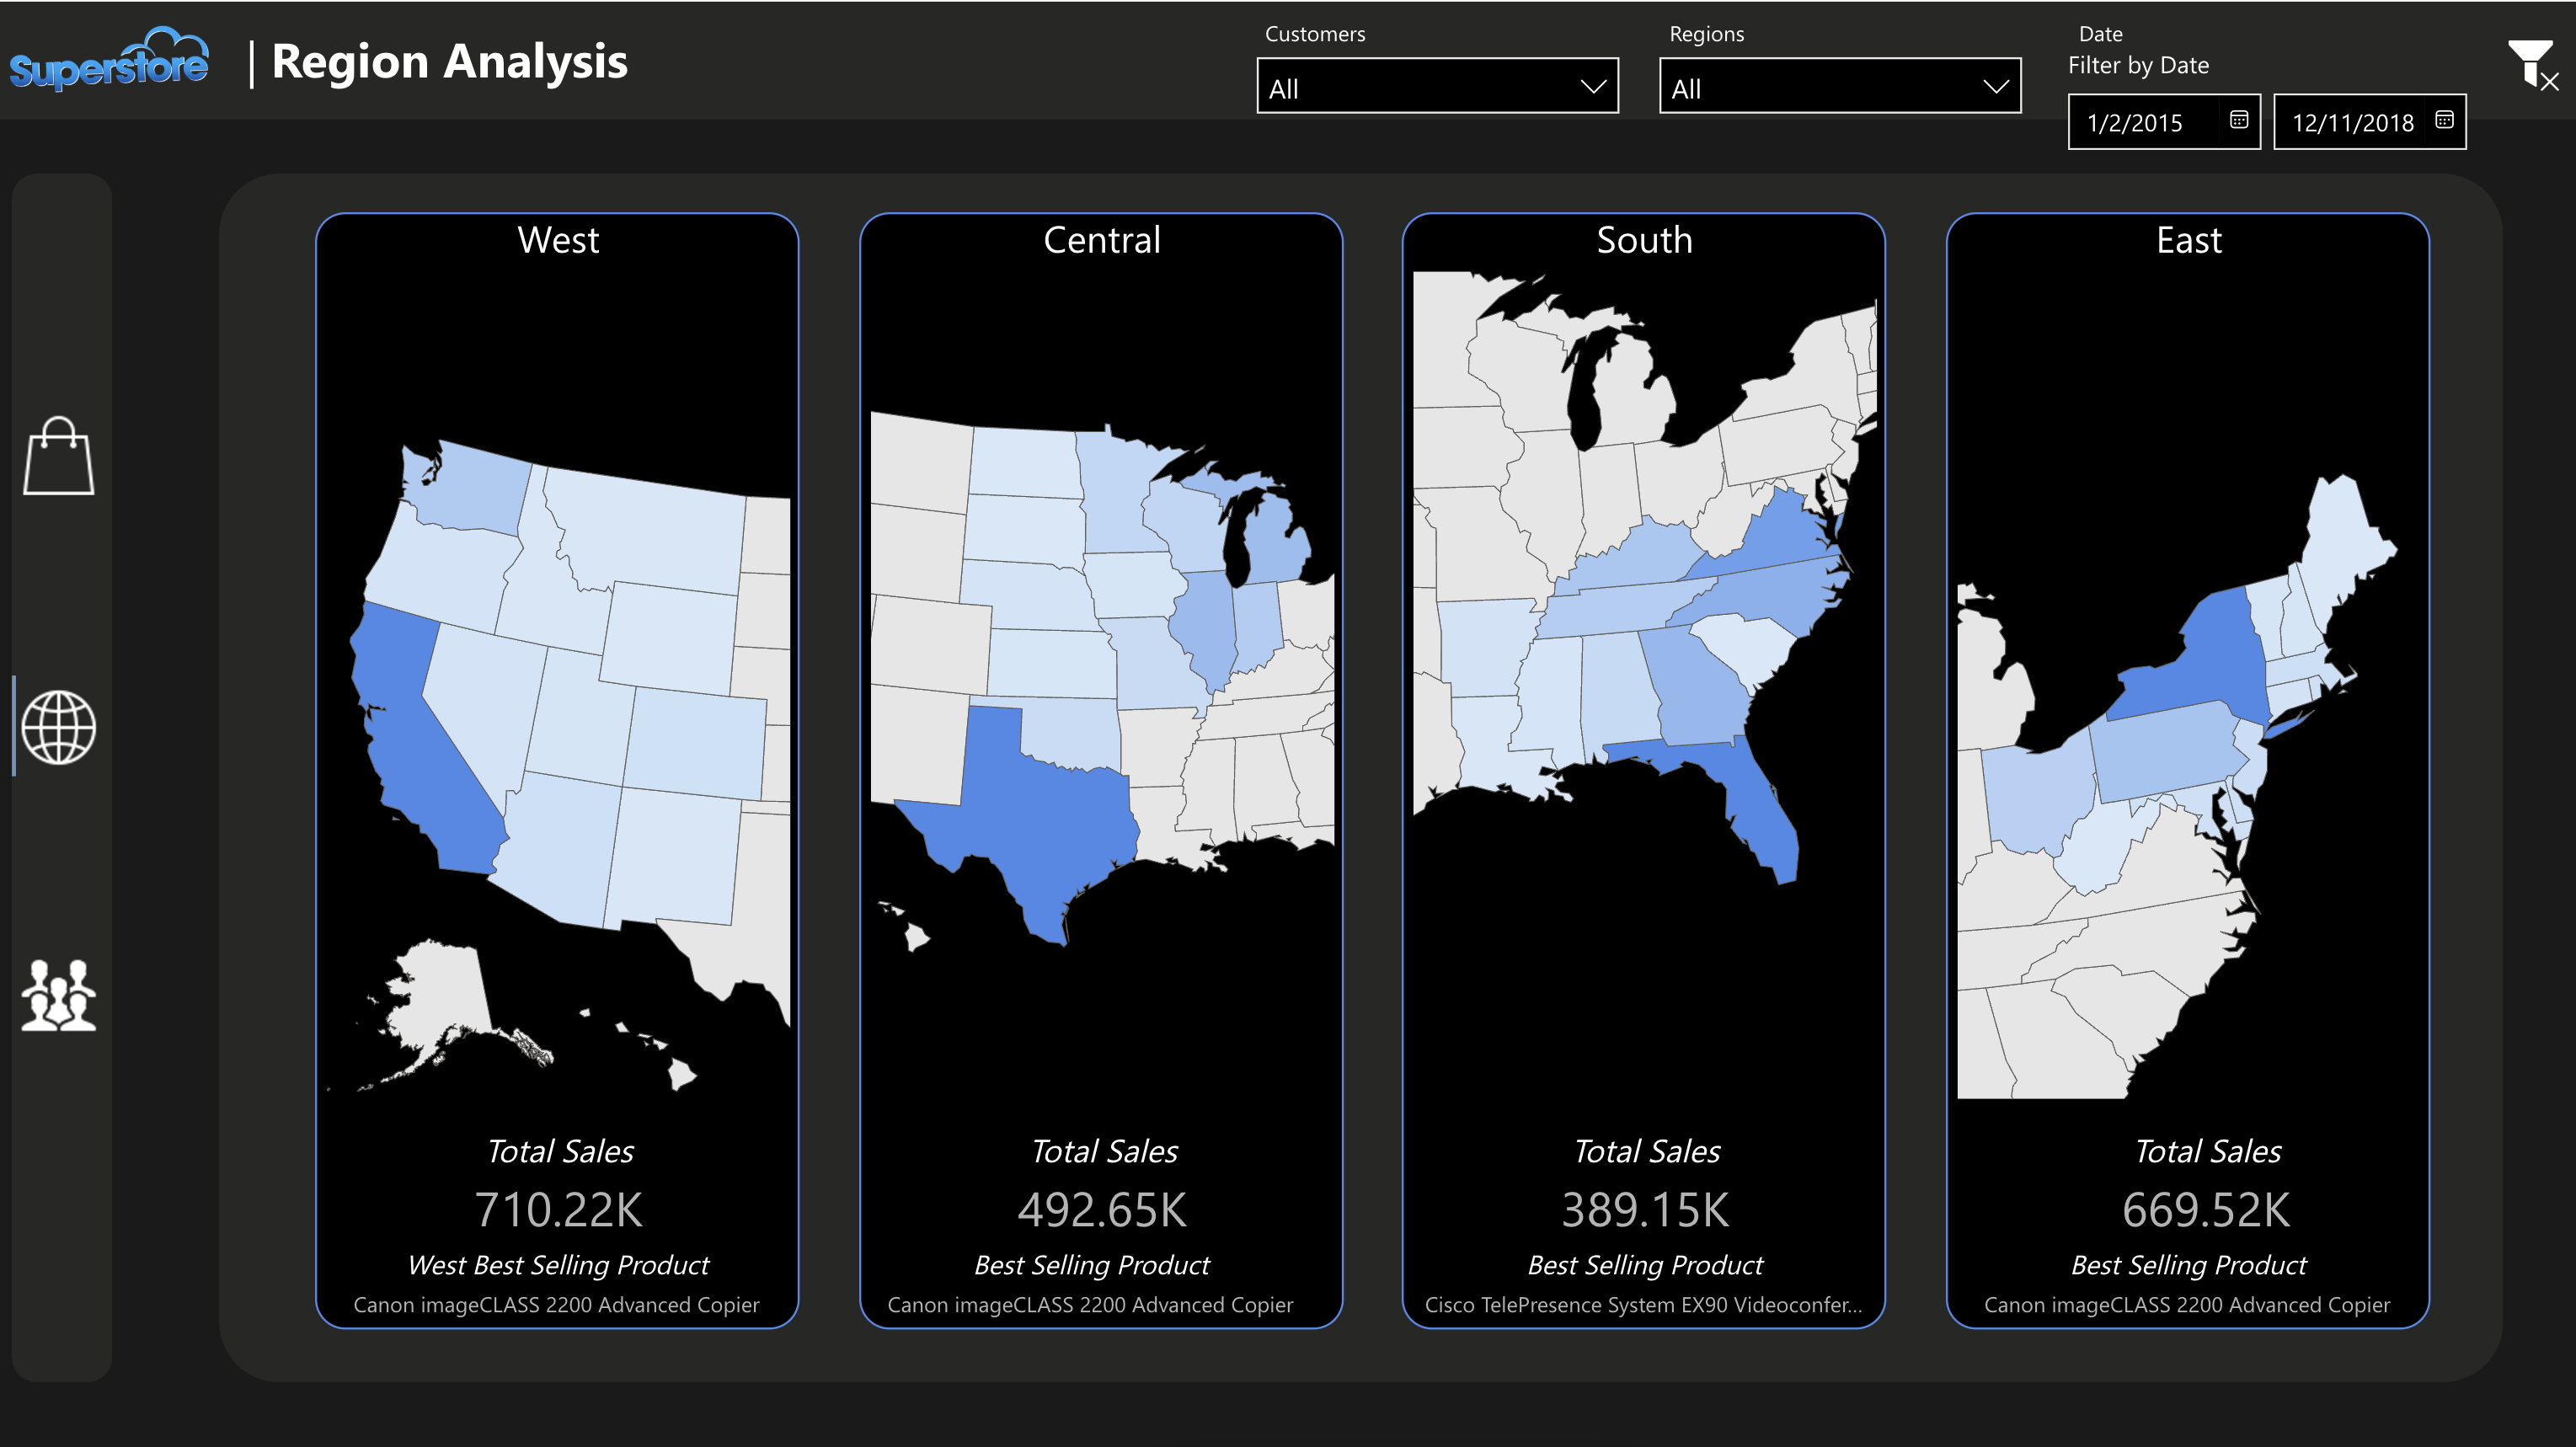 Superstore
| Region Analysis
Customers
All
Regions
All
Date
Filter by Date
1/2/2015
12/11/2018
West
Total Sales
710.22K
West Best Selling Product
Canon imageCLASS 2200 Advanced Copier
Central
Total Sales
492.65K
Best Selling Product
Canon imageCLASS 2200 Advanced Copier
South
Total Sales
389.15K
Best Selling Product
Cisco TelePresence System EX90 Videoconfer...
East
Total Sales
669.52K
Best Selling Product
Canon imageCLASS 2200 Advanced Copier